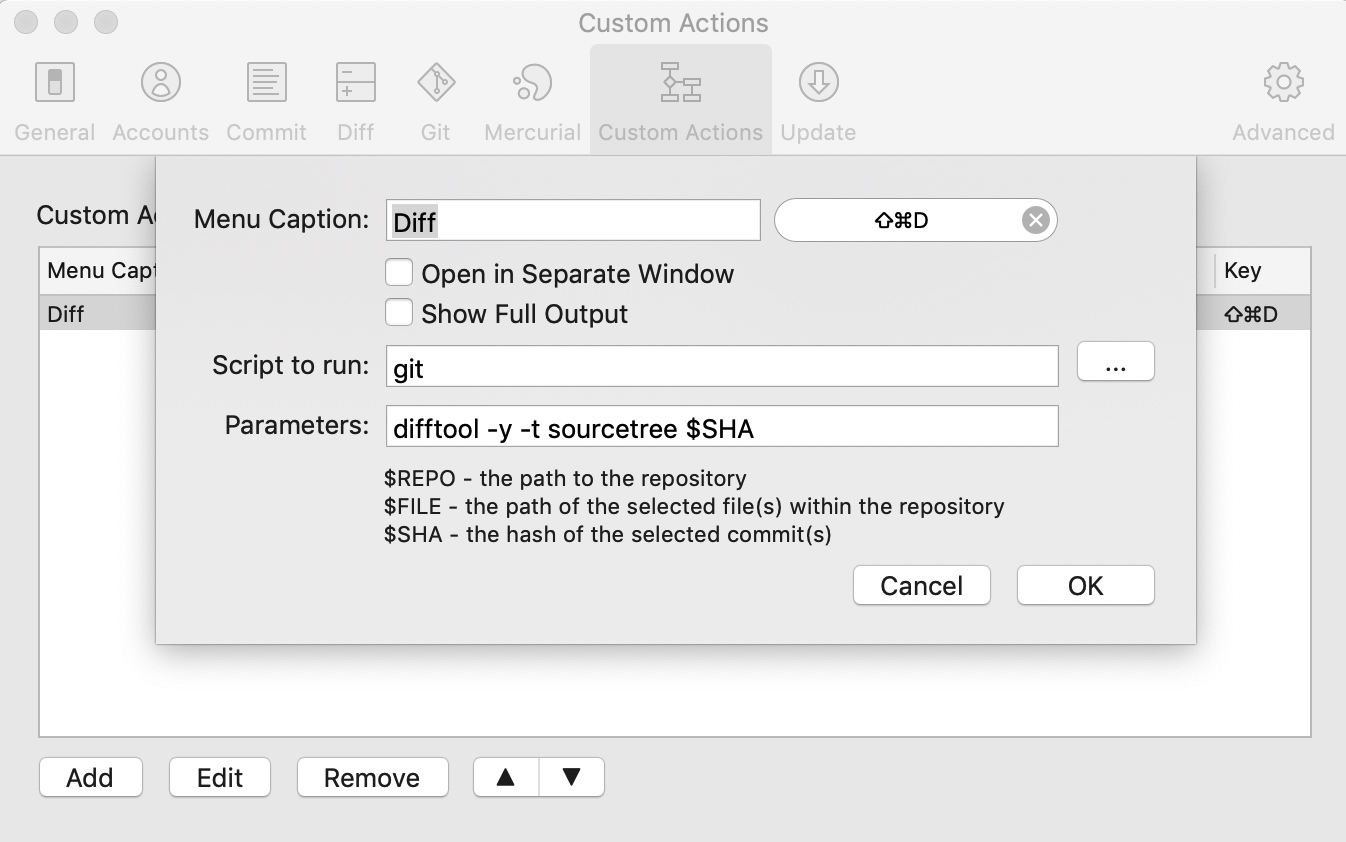 Custom Actions
General Accounts Commit Diff Git Mercurial Custom Actions Update Advanced
Custom A
Menu Caption: Diff ⇧⌘D
Open in Separate Window
Menu Capt Key
Show Full Output
Diff ⇧⌘D
Script to run: git ...
Parameters: difftool -y -t sourcetree $SHA
$REPO - the path to the repository
$FILE - the path of the selected file(s) within the repository
$SHA - the hash of the selected commit(s)
Cancel OK
Add Edit Remove ▲ ▼